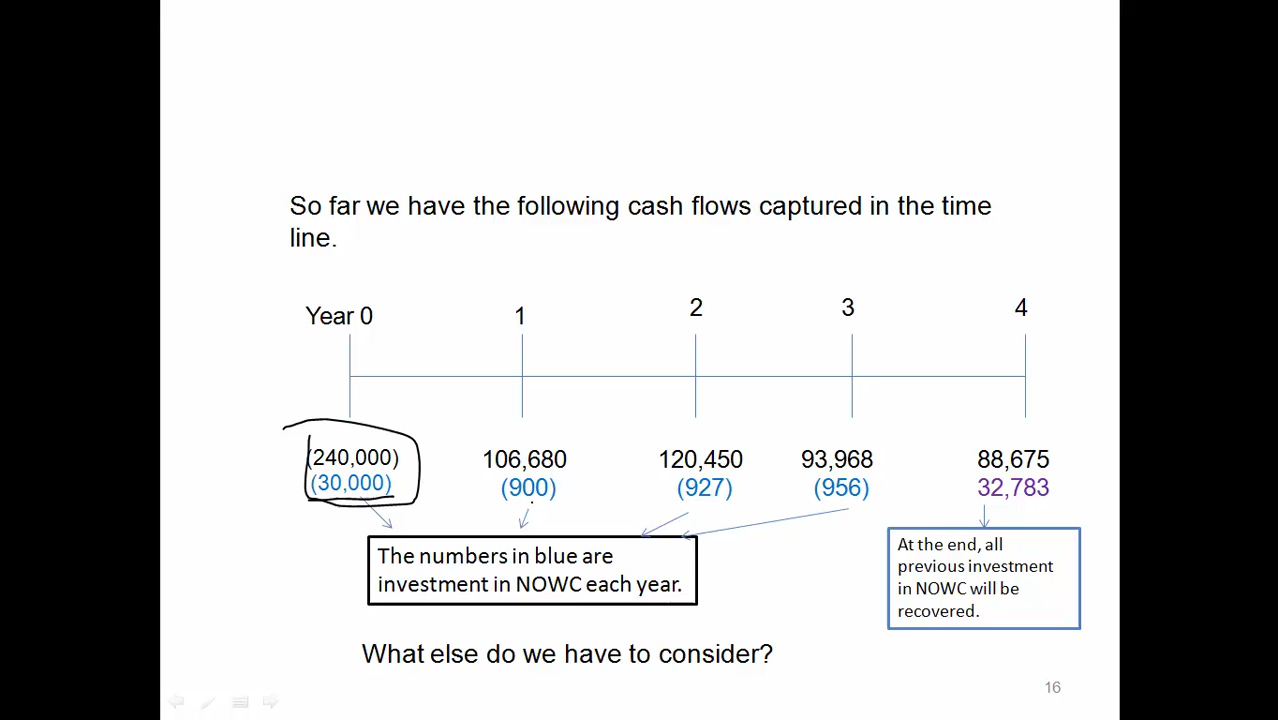 So far we have the following cash flows captured in the time
line.
Year 0 1 2 3 4
(240,000) 106,680 120,450 93,968 88,675
(30,000) (900) (927) (956) 32,783
The numbers in blue are
investment in NOWC each year.
At the end, all
previous investment
in NOWC will be
recovered.
What else do we have to consider?
16